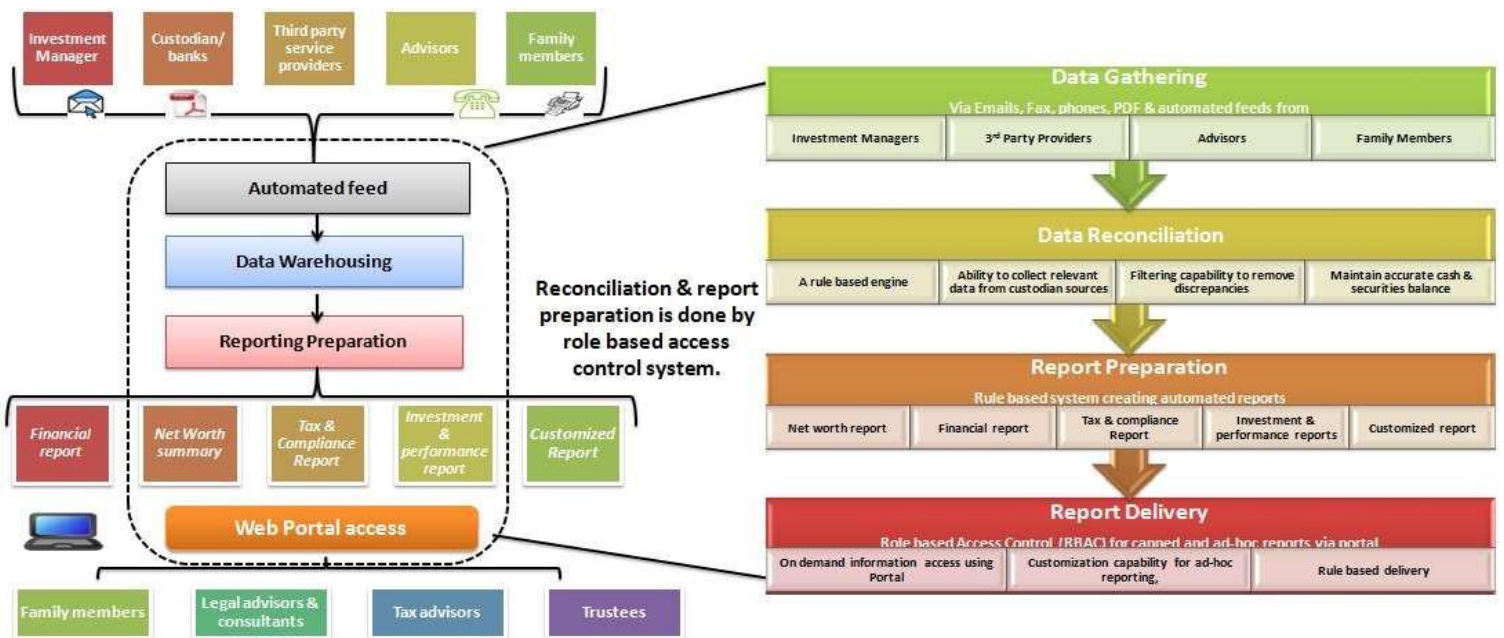 Investment
Manager
Custodian/
banks
Third party
service
providers
Advisors
Family
members
Automated feed
Data Warehousing
Reporting Preparation
Financial
report
Net Worth
summary
Tax &
Compliance
Report
Investment
&
performance
report
Customized
Report
Web Portal access
Family members
Legal advisors &
consultants
Tax advisors
Trustees
Reconciliation & report
preparation is done by
role based access
control system.
Data Gathering
Via Emails, Fax, phones, PDF & automated feeds from
Investment Managers
3rd Party Providers
Advisors
Family Members
Data Reconciliation
A rule based engine
Ability to collect relevant
data from custodian sources
Filtering capability to remove
discrepancies
Maintain accurate cash &
securities balance
Report Preparation
Rule based system creating automated reports
Net worth report
Financial report
Tax & compliance
Report
Investment &
performance reports
Customized report
Report Delivery
Role based Access Control (RBAC) for canned and ad-hoc reports via portal
On demand information access using
Portal
Customization capability for ad-hoc
reporting,
Rule based delivery